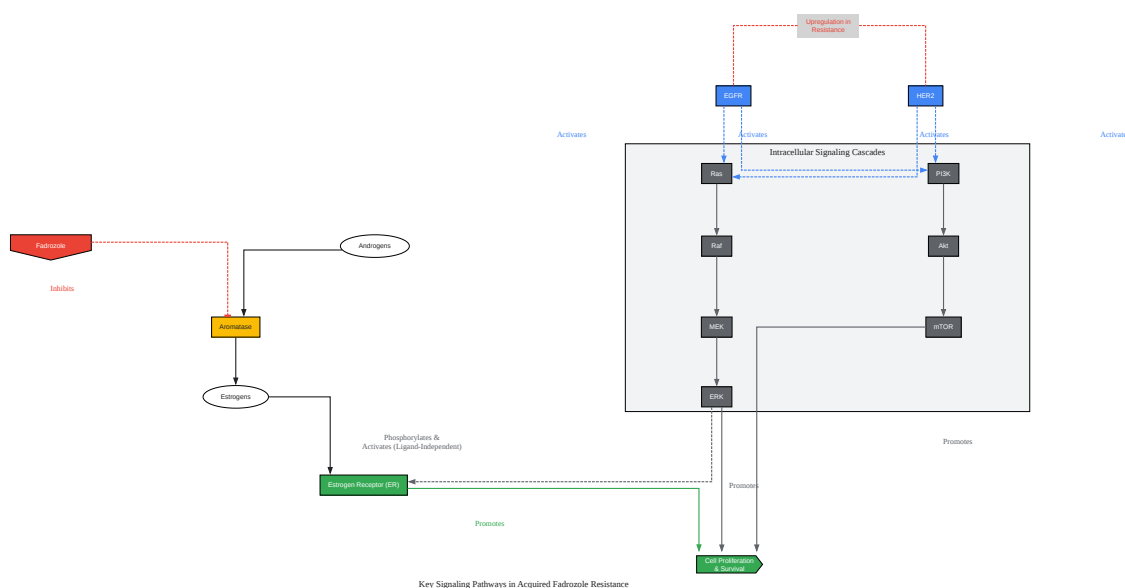 Upregulation in
Resistance
EGFR
HER2
Activates
Activates
Activates
Activate
Intracellular Signaling Cascades
Ras
PI3K
Fadrozole
Androgens
Raf
Akt
Inhibits
Aromatase
MEK
mTOR
Estrogens
ERK
Phosphorylates &
Activates (Ligand-Independent)
Promotes
Estrogen Receptor (ER)
Promotes
Promotes
Cell Proliferation
& Survival
Key Signaling Pathways in Acquired Fadrozole Resistance